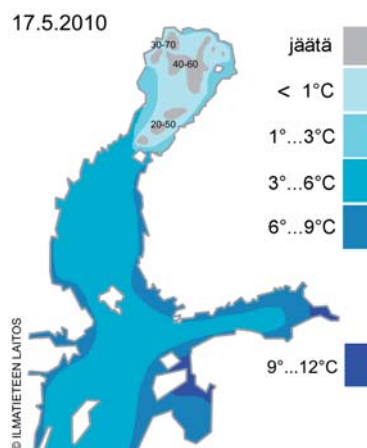 17.5.2010
30-70
40-60
20-50
jäätä
< 1°C
1°...3°C
3°...6°C
6°...9°C
9°...12°C
© ILMATIETEEN LAITOS